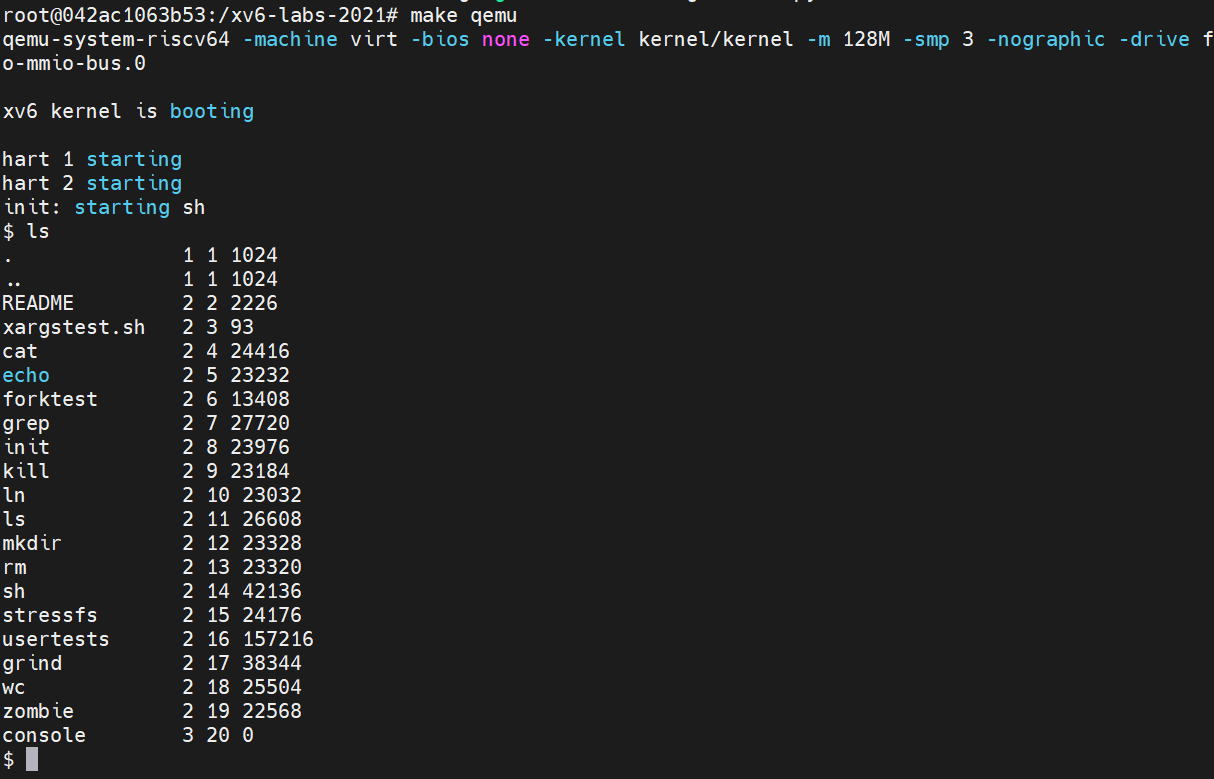 root@042ac1063b53:/xv6-labs-2021# make qemu
qemu-system-riscv64 -machine virt -bios none -kernel kernel/kernel -m 128M -smp 3 -nographic -drive f
o-mmio-bus.0
xv6 kernel is booting
hart 1 starting
hart 2 starting
init: starting sh
$ ls
.              1 1 1024
..             1 1 1024
README         2 2 2226
xargstest.sh   2 3 93
cat            2 4 24416
echo           2 5 23232
forktest       2 6 13408
grep           2 7 27720
init           2 8 23976
kill           2 9 23184
ln             2 10 23032
ls             2 11 26608
mkdir          2 12 23328
rm             2 13 23320
sh             2 14 42136
stressfs       2 15 24176
usertests      2 16 157216
grind          2 17 38344
wc             2 18 25504
zombie         2 19 22568
console        3 20 0
$